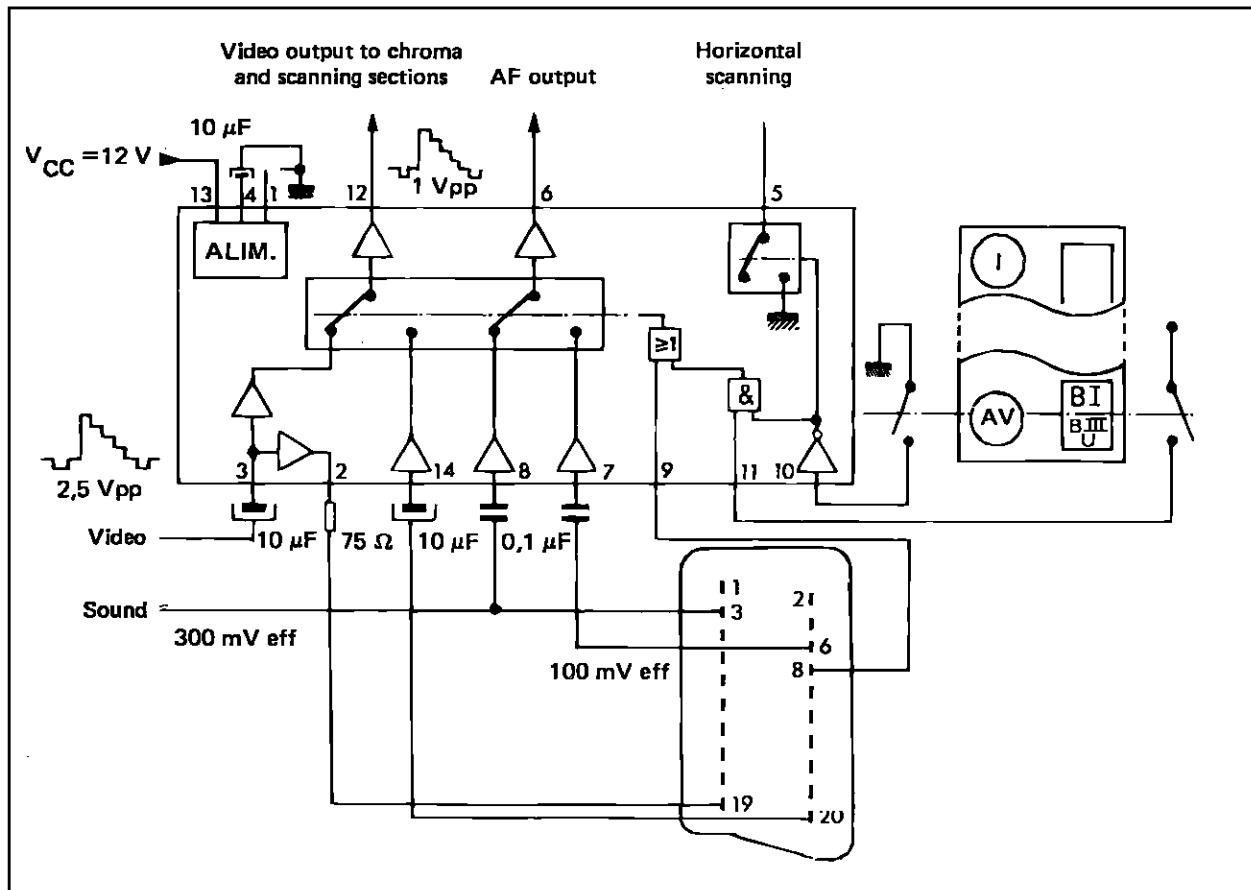 Video output to chroma
and scanning sections
AF output
Horizontal
scanning
10 µF
VCC = 12 V
1 Vpp
13
4
1
12
6
5
ALIM.
I
≥1
&
AV
BI
BIII
U
2,5 Vpp
3
2
14
8
7
9
11
10
Video
10 µF
75 Ω
10 µF
0,1 µF
1
2
Sound
3
300 mV eff
6
100 mV eff
8
19
20